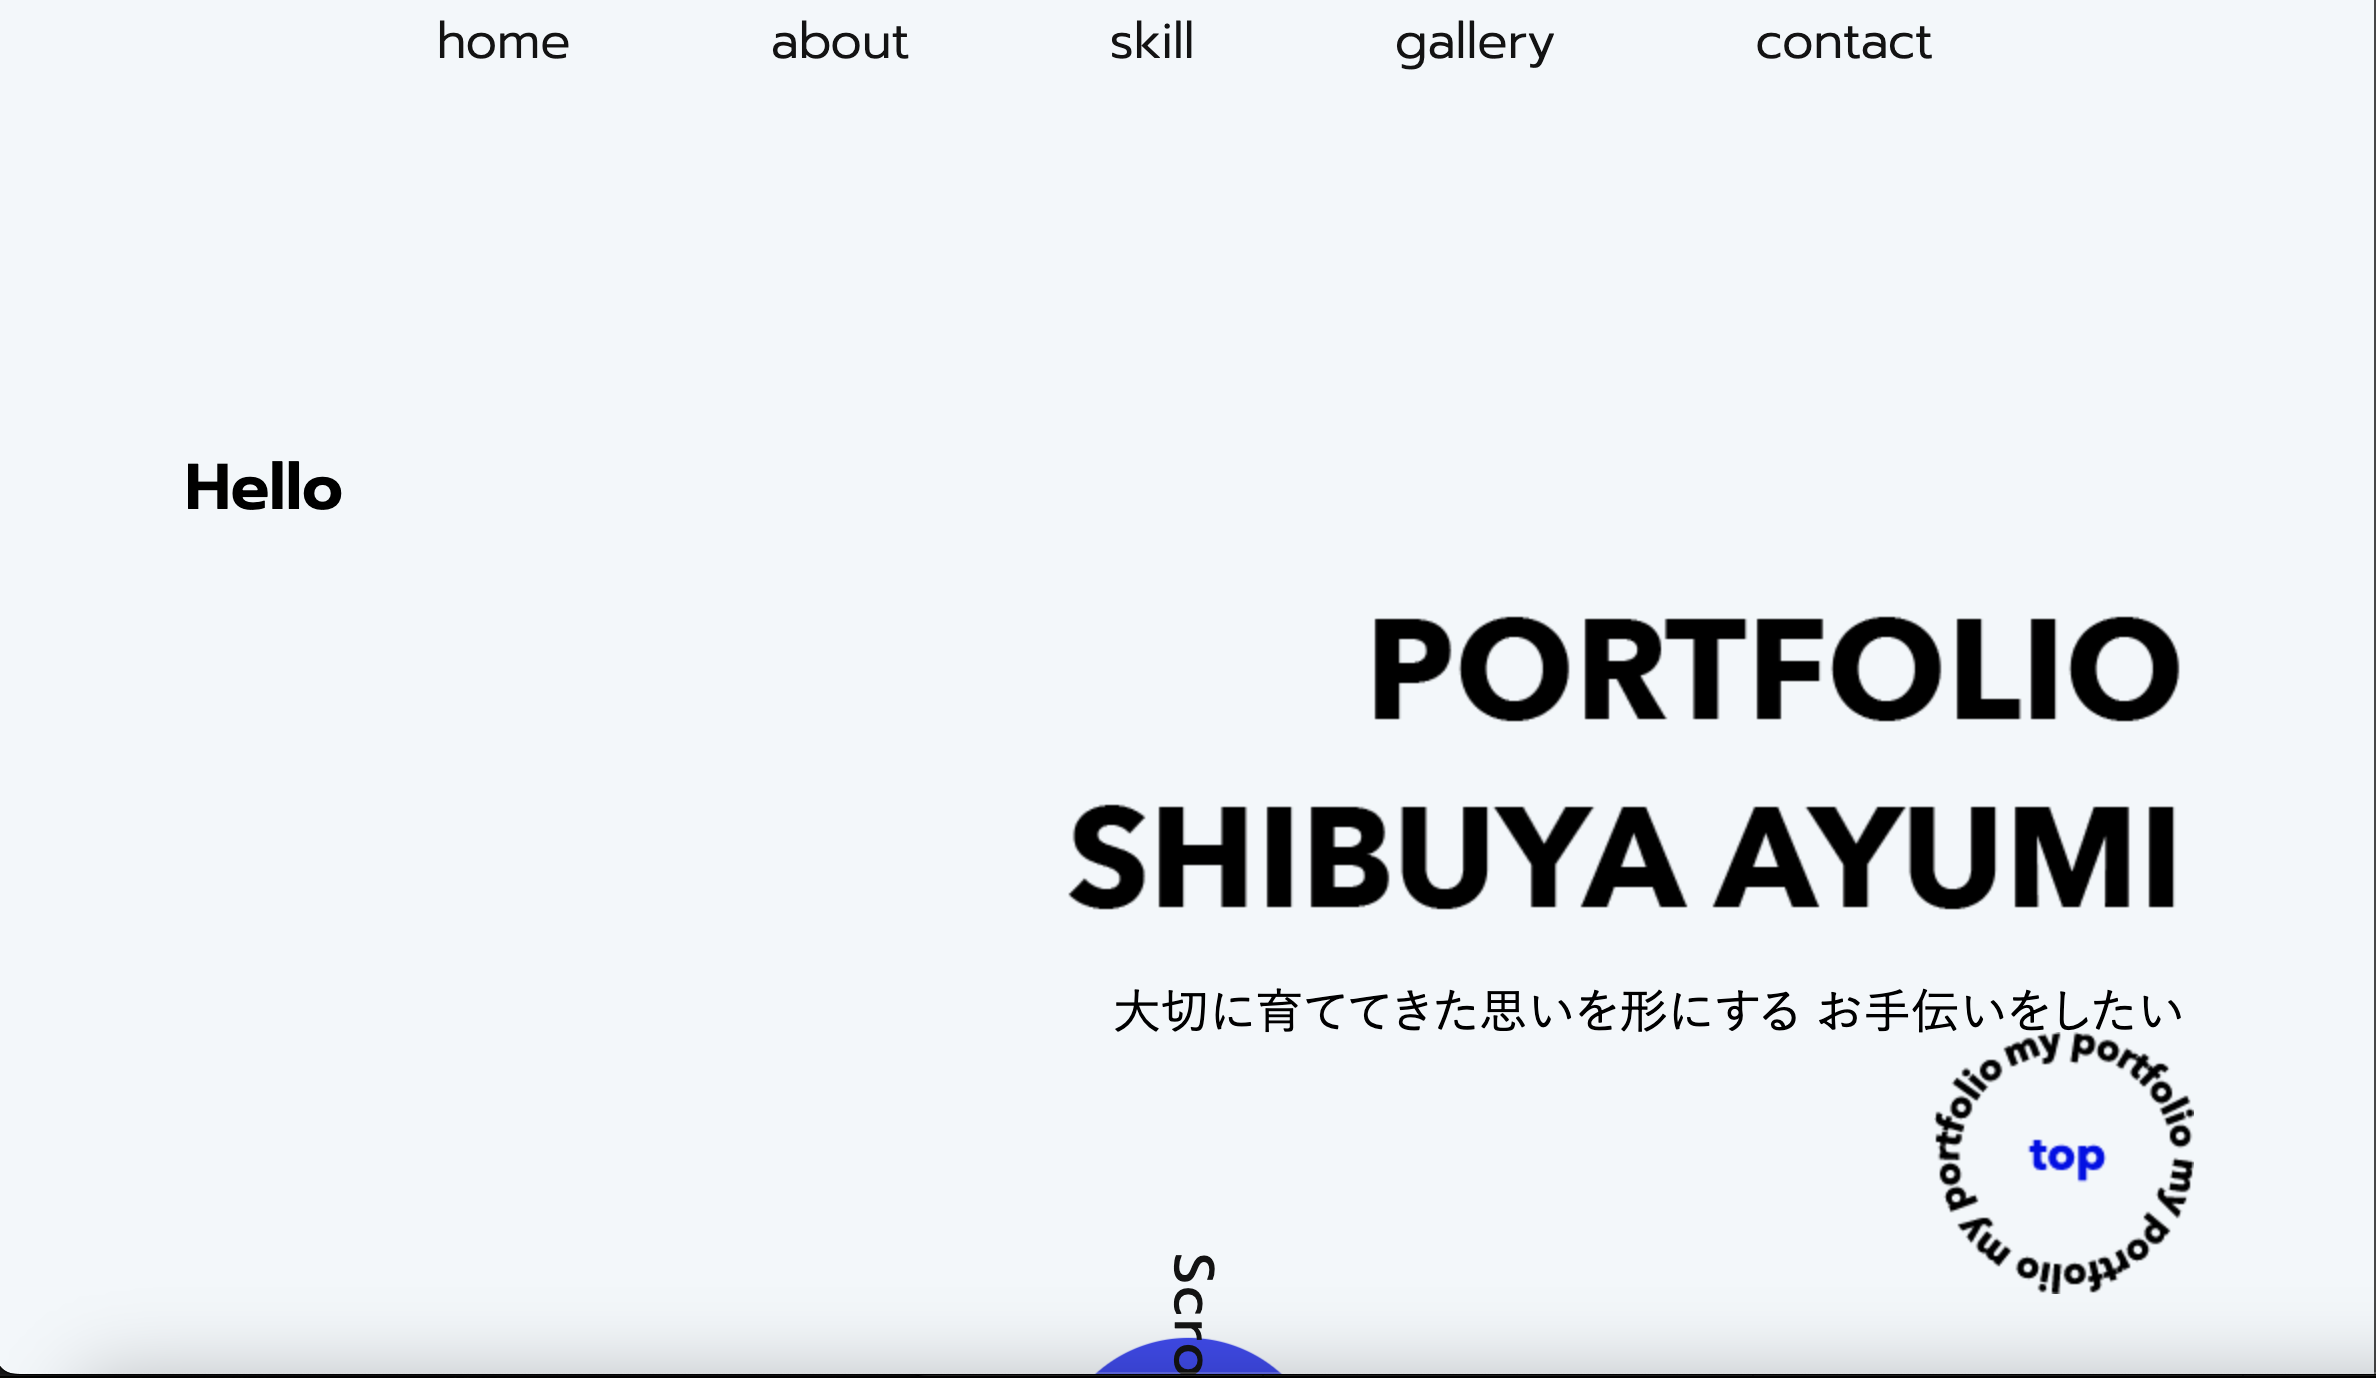 home about skill gallery contact
Hello
PORTFOLIO
SHIBUYA AYUMI
大切に育ててきた思いを形にする お手伝いをしたい
my portfolio my portfolio my portfolio
top
Scro